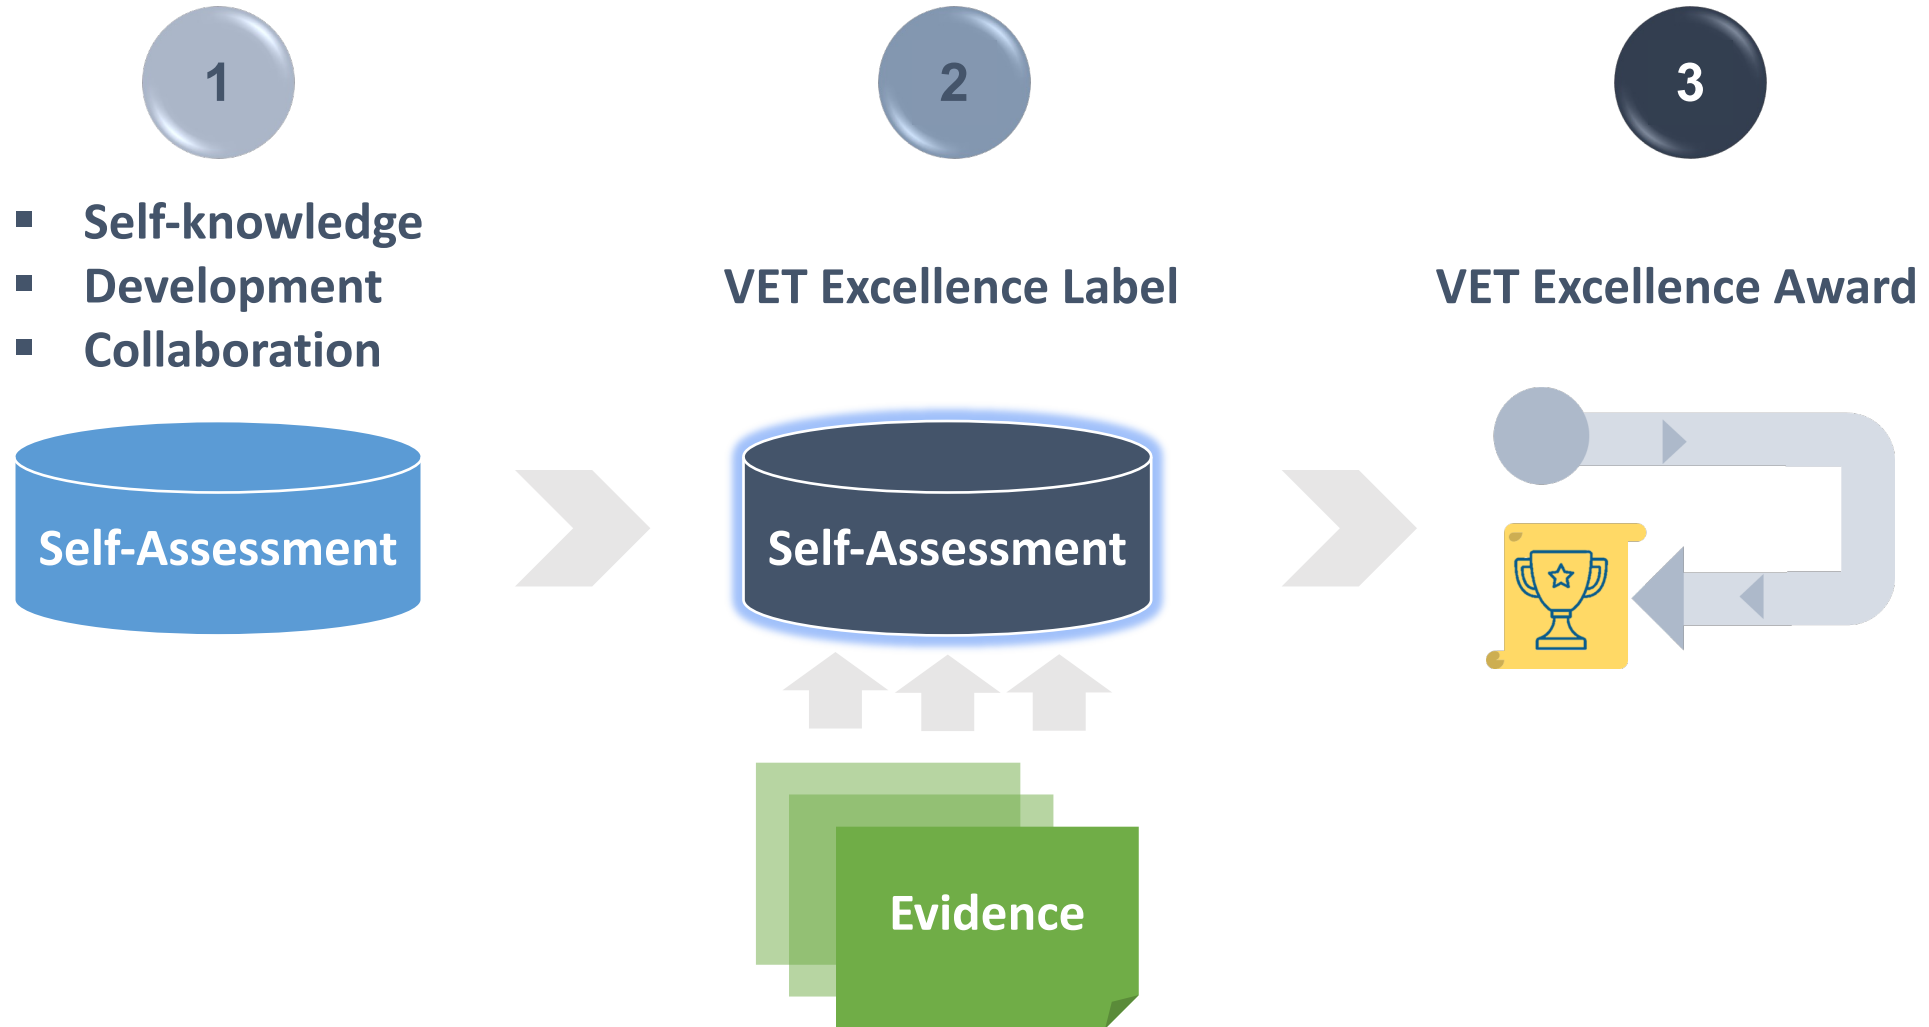 1
▪ Self-knowledge
▪ Development
▪ Collaboration
Self-Assessment
2
VET Excellence Label
Self-Assessment
Evidence
3
VET Excellence Award